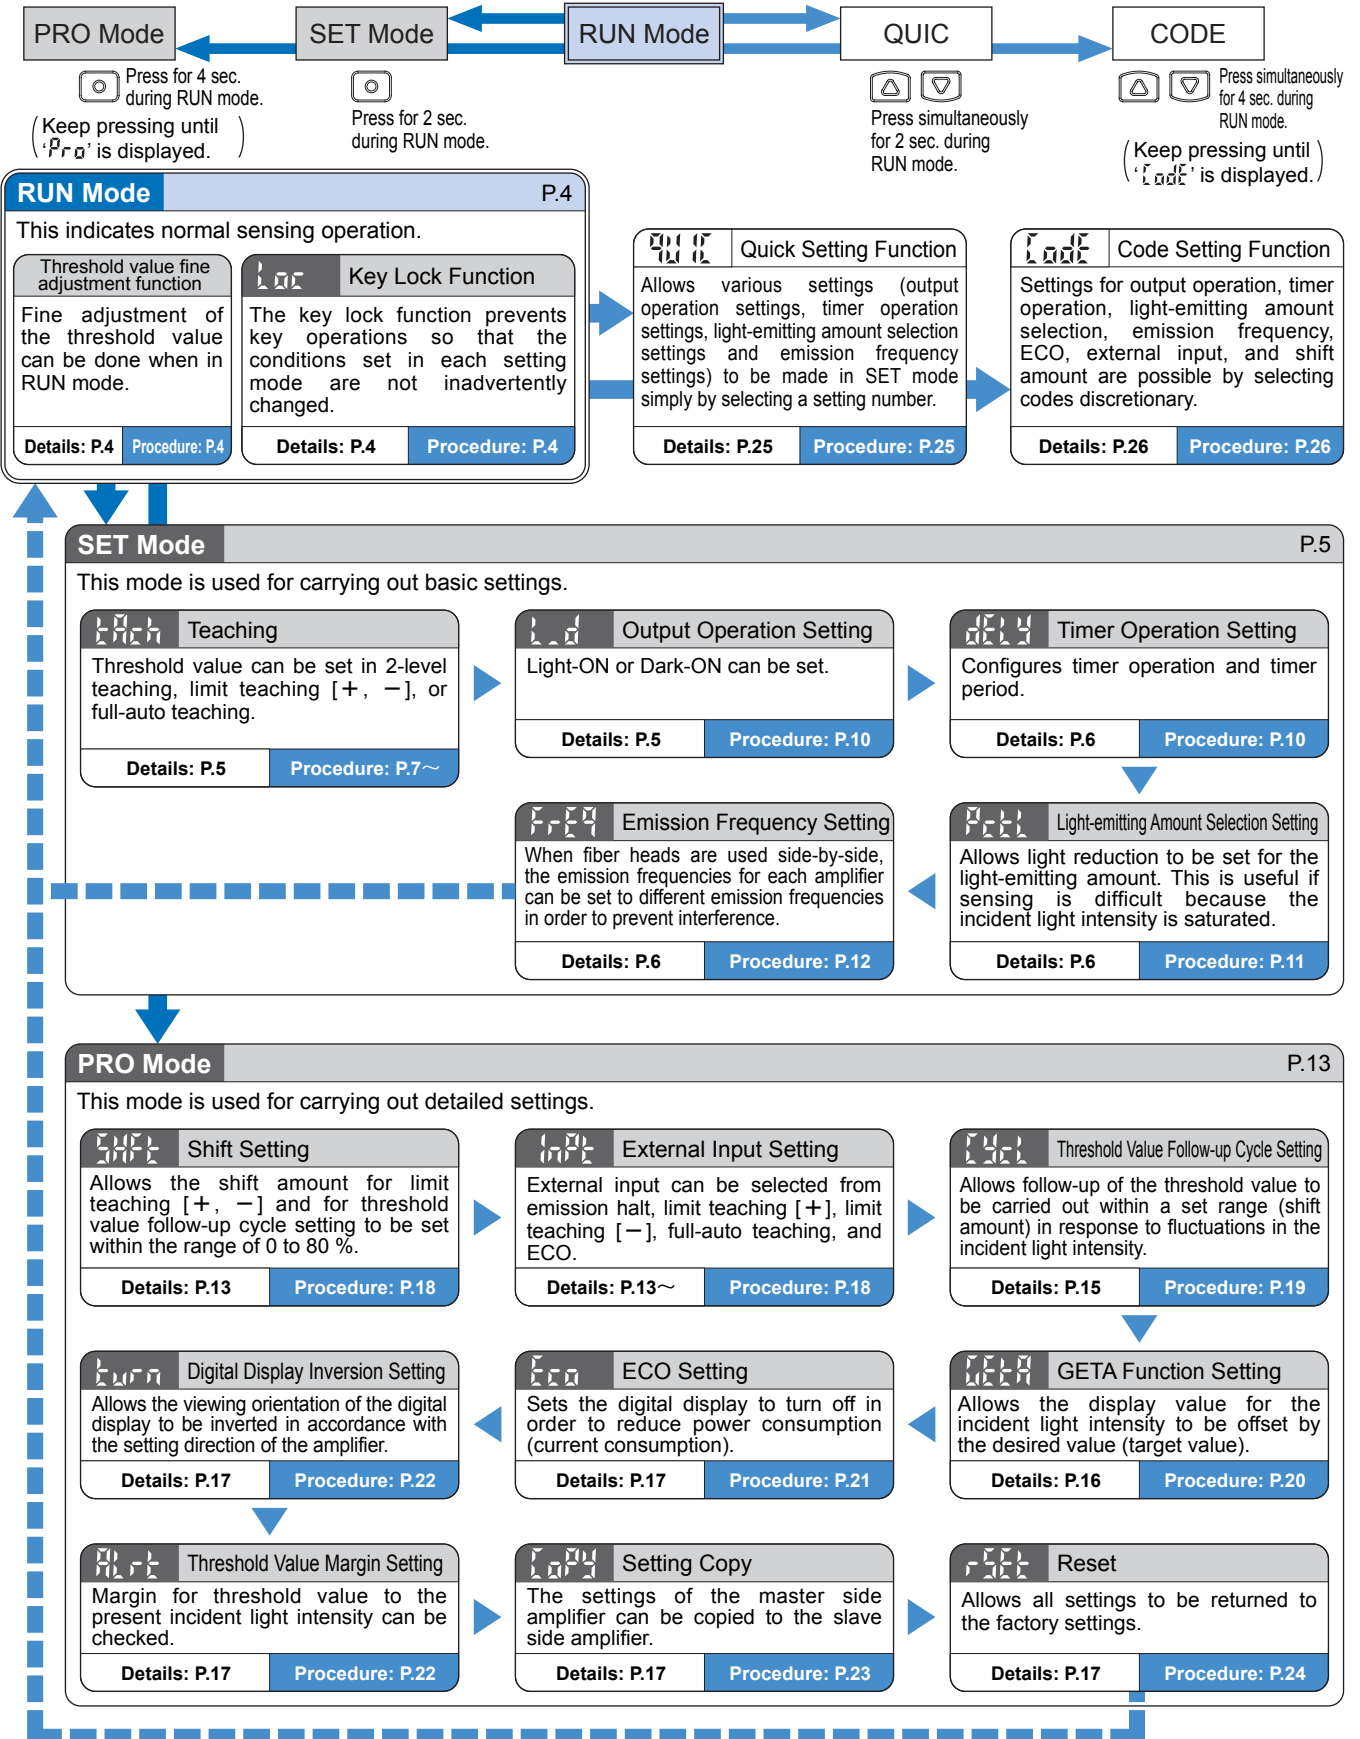 PRO Mode
SET Mode
RUN Mode
QUIC
CODE
Press for 4 sec.
during RUN mode.
(Keep pressing until
'Pro' is displayed.)
Press for 2 sec.
during RUN mode.
Press simultaneously
for 2 sec. during
RUN mode.
Press simultaneously
for 4 sec. during
RUN mode.
(Keep pressing until
'CodE' is displayed.)
RUN Mode P.4
This indicates normal sensing operation.
Threshold value fine
adjustment function
Fine adjustment of
the threshold value
can be done when in
RUN mode.
Details: P.4 Procedure: P.4
Loc Key Lock Function
The key lock function prevents
key operations so that the
conditions set in each setting
mode are not inadvertently
changed.
Details: P.4 Procedure: P.4
qUIC Quick Setting Function
Allows various settings (output
operation settings, timer operation
settings, light-emitting amount selection
settings and emission frequency
settings) to be made in SET mode
simply by selecting a setting number.
Details: P.25 Procedure: P.25
CodE Code Setting Function
Settings for output operation, timer
operation, light-emitting amount
selection, emission frequency,
ECO, external input, and shift
amount are possible by selecting
codes discretionary.
Details: P.26 Procedure: P.26
SET Mode P.5
This mode is used for carrying out basic settings.
tAch Teaching
Threshold value can be set in 2-level
teaching, limit teaching [+, −], or
full-auto teaching.
Details: P.5 Procedure: P.7～
L_d Output Operation Setting
Light-ON or Dark-ON can be set.
Details: P.5 Procedure: P.10
dELY Timer Operation Setting
Configures timer operation and timer
period.
Details: P.6 Procedure: P.10
FrEq Emission Frequency Setting
When fiber heads are used side-by-side,
the emission frequencies for each amplifier
can be set to different emission frequencies
in order to prevent interference.
Details: P.6 Procedure: P.12
PctL Light-emitting Amount Selection Setting
Allows light reduction to be set for the
light-emitting amount. This is useful if
sensing is difficult because the
incident light intensity is saturated.
Details: P.6 Procedure: P.11
PRO Mode P.13
This mode is used for carrying out detailed settings.
SHFt Shift Setting
Allows the shift amount for limit
teaching [+, −] and for threshold
value follow-up cycle setting to be set
within the range of 0 to 80 %.
Details: P.13 Procedure: P.18
InPt External Input Setting
External input can be selected from
emission halt, limit teaching [+], limit
teaching [−], full-auto teaching, and
ECO.
Details: P.13～ Procedure: P.18
CYcL Threshold Value Follow-up Cycle Setting
Allows follow-up of the threshold value to
be carried out within a set range (shift
amount) in response to fluctuations in the
incident light intensity.
Details: P.15 Procedure: P.19
turn Digital Display Inversion Setting
Allows the viewing orientation of the digital
display to be inverted in accordance with
the setting direction of the amplifier.
Details: P.17 Procedure: P.22
Eco ECO Setting
Sets the digital display to turn off in
order to reduce power consumption
(current consumption).
Details: P.17 Procedure: P.21
GEtA GETA Function Setting
Allows the display value for the
incident light intensity to be offset by
the desired value (target value).
Details: P.16 Procedure: P.20
ALrt Threshold Value Margin Setting
Margin for threshold value to the
present incident light intensity can be
checked.
Details: P.17 Procedure: P.22
CoPY Setting Copy
The settings of the master side
amplifier can be copied to the slave
side amplifier.
Details: P.17 Procedure: P.23
rSEt Reset
Allows all settings to be returned to
the factory settings.
Details: P.17 Procedure: P.24